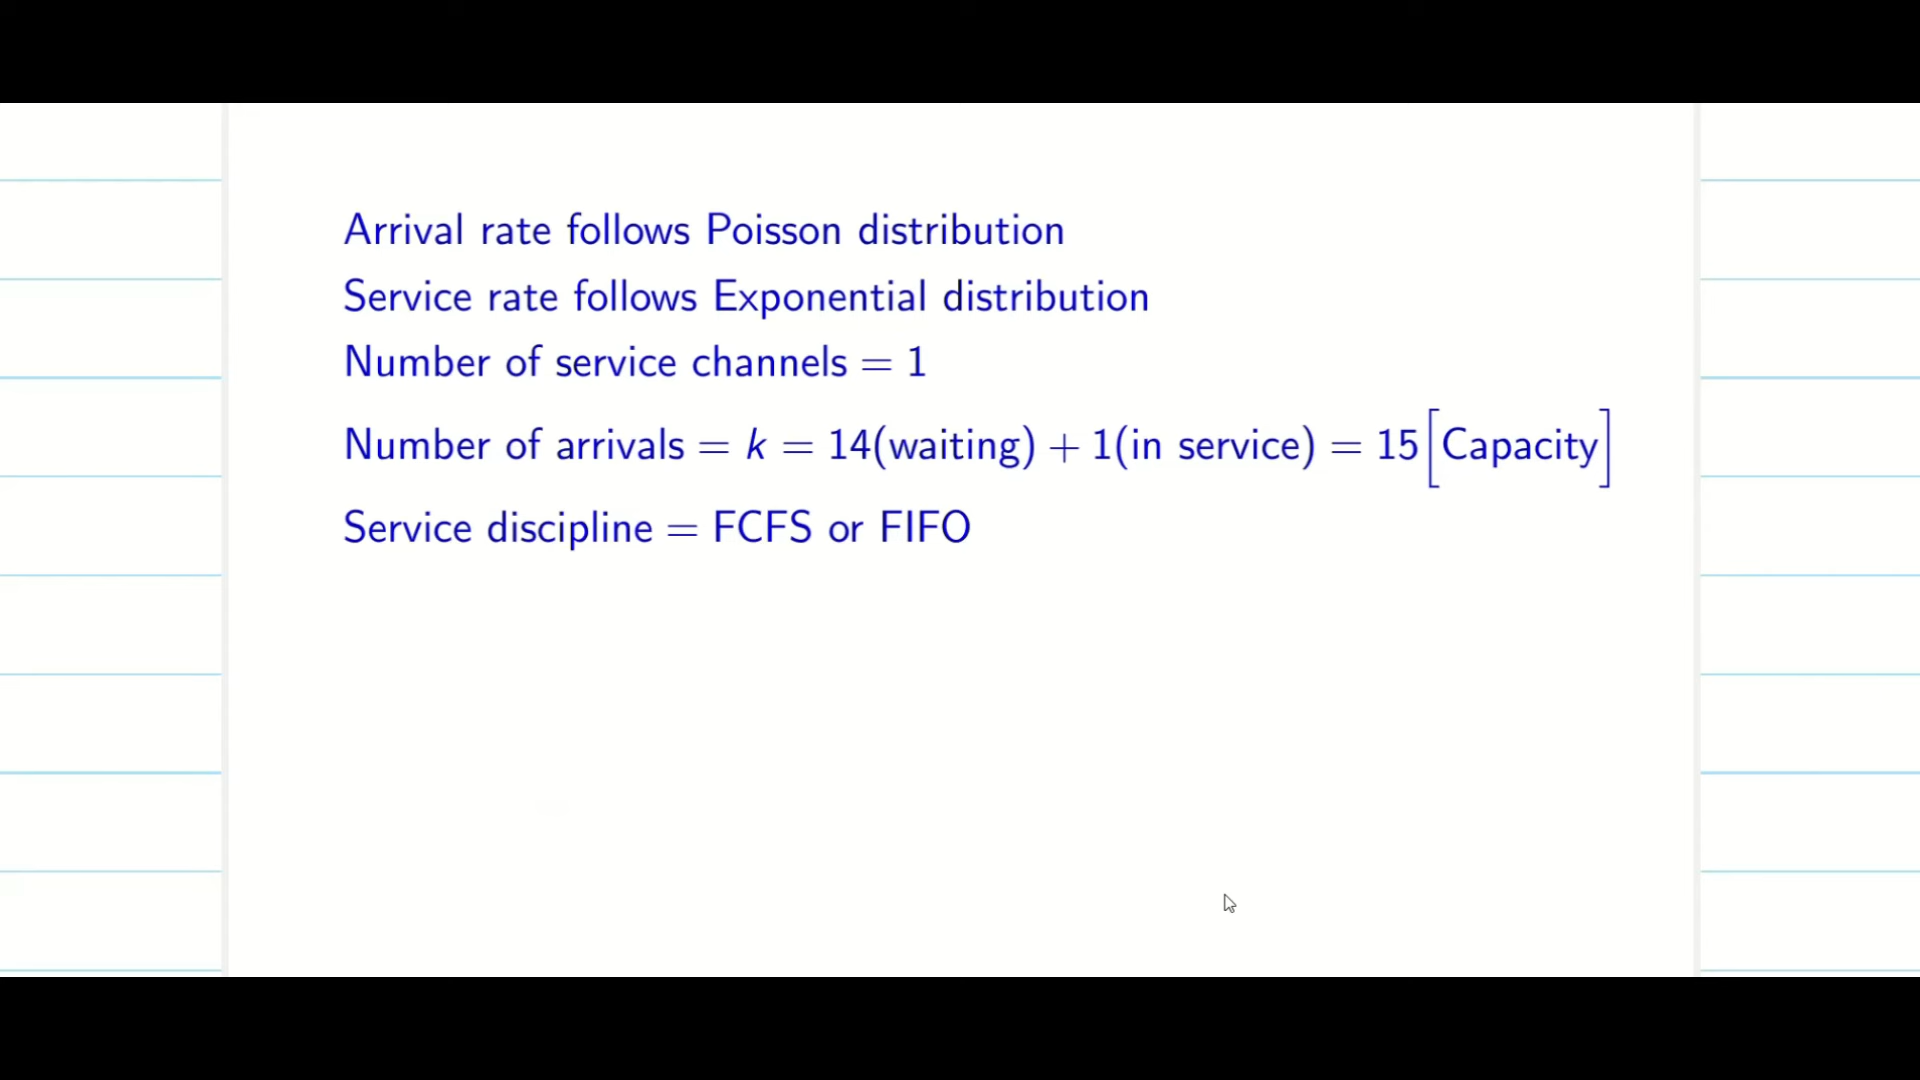 Arrival rate follows Poisson distribution
Service rate follows Exponential distribution
Number of service channels = 1
Number of arrivals = k = 14(waiting) + 1(in service) = 15[Capacity]
Service discipline = FCFS or FIFO